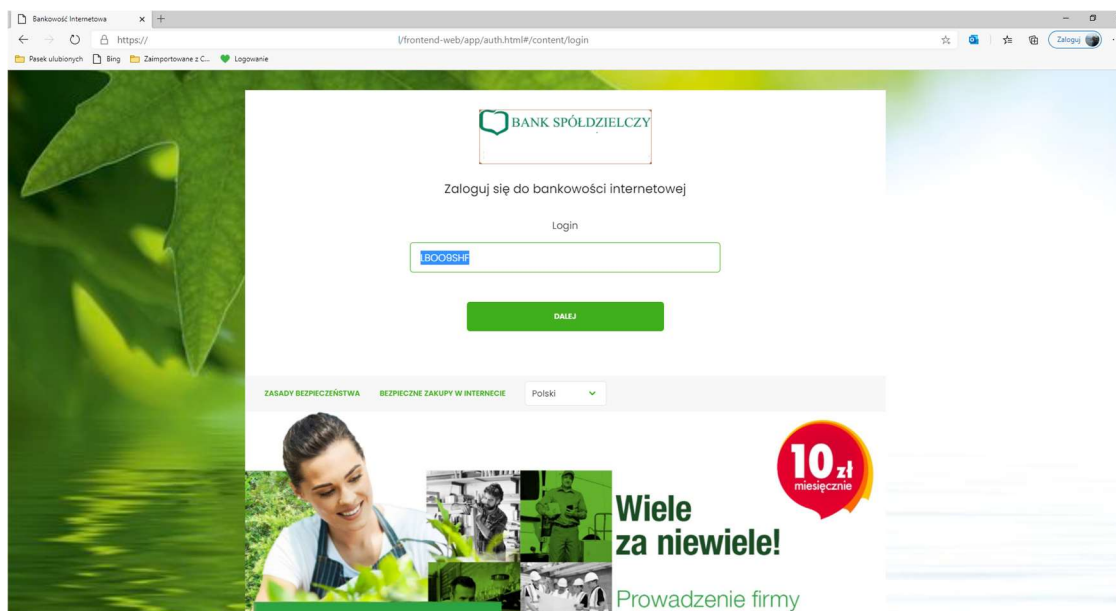 Bankowość Internetowa
https:// l/frontend-web/app/auth.html#/content/login
Zaloguj
Pasek ulubionych Bing Zaimportowane z C... Logowanie
BANK SPÓŁDZIELCZY
Zaloguj się do bankowości internetowej
Login
LBOO9SHF
DALEJ
ZASADY BEZPIECZEŃSTWA BEZPIECZNE ZAKUPY W INTERNECIE Polski
10 zł
miesięcznie
Wiele
za niewiele!
Prowadzenie firmy